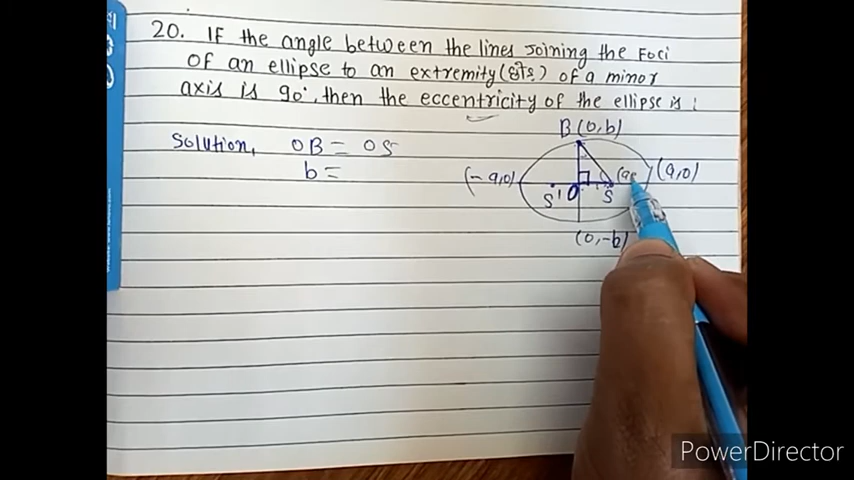 20. If the angle between the lines Joining the Foci
of an ellipse to an extremity ( ) of a minor
axis is 90°, then the eccentricity of the ellipse is :
B (0,b)
Solution, OB = OS
b =
(-a,0)
(ae
(a,0)
S'
O
S
(0,-b)
PowerDirector